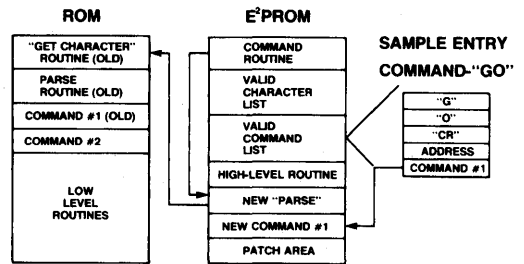 ROM
"GET CHARACTER"
ROUTINE (OLD)
PARSE
ROUTINE (OLD)
COMMAND #1 (OLD)
COMMAND #2
LOW
LEVEL
ROUTINES
E²PROM
COMMAND
ROUTINE
VALID
CHARACTER
LIST
VALID
COMMAND
LIST
HIGH-LEVEL ROUTINE
NEW "PARSE"
NEW COMMAND #1
PATCH AREA
SAMPLE ENTRY
COMMAND-"GO"
"G"
"O"
"CR"
ADDRESS
COMMAND #1